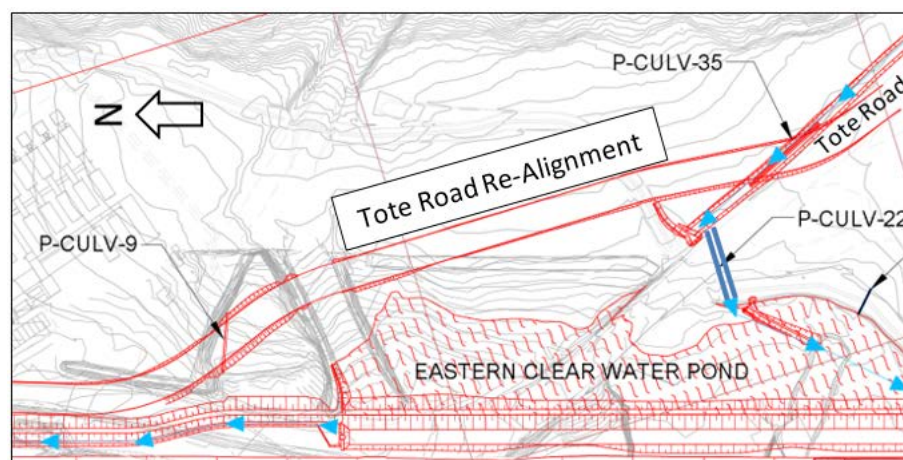 P-CULV-35
N
Tote Road
Tote Road Re-Alignment
P-CULV-9
P-CULV-22
EASTERN CLEAR WATER POND